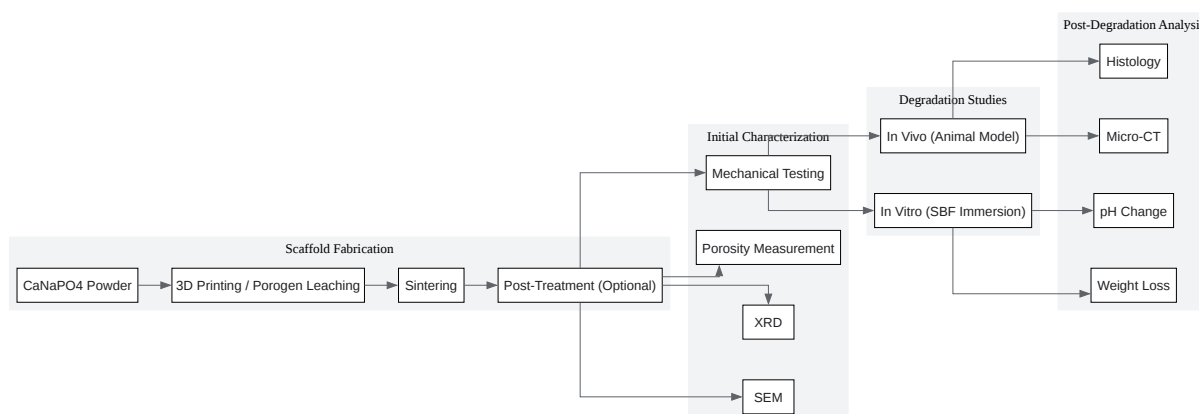 Scaffold Fabrication
CaNaPO4 Powder
3D Printing / Porogen Leaching
Sintering
Post-Treatment (Optional)
Initial Characterization
Mechanical Testing
Porosity Measurement
XRD
SEM
Degradation Studies
In Vivo (Animal Model)
In Vitro (SBF Immersion)
Post-Degradation Analysis
Histology
Micro-CT
pH Change
Weight Loss